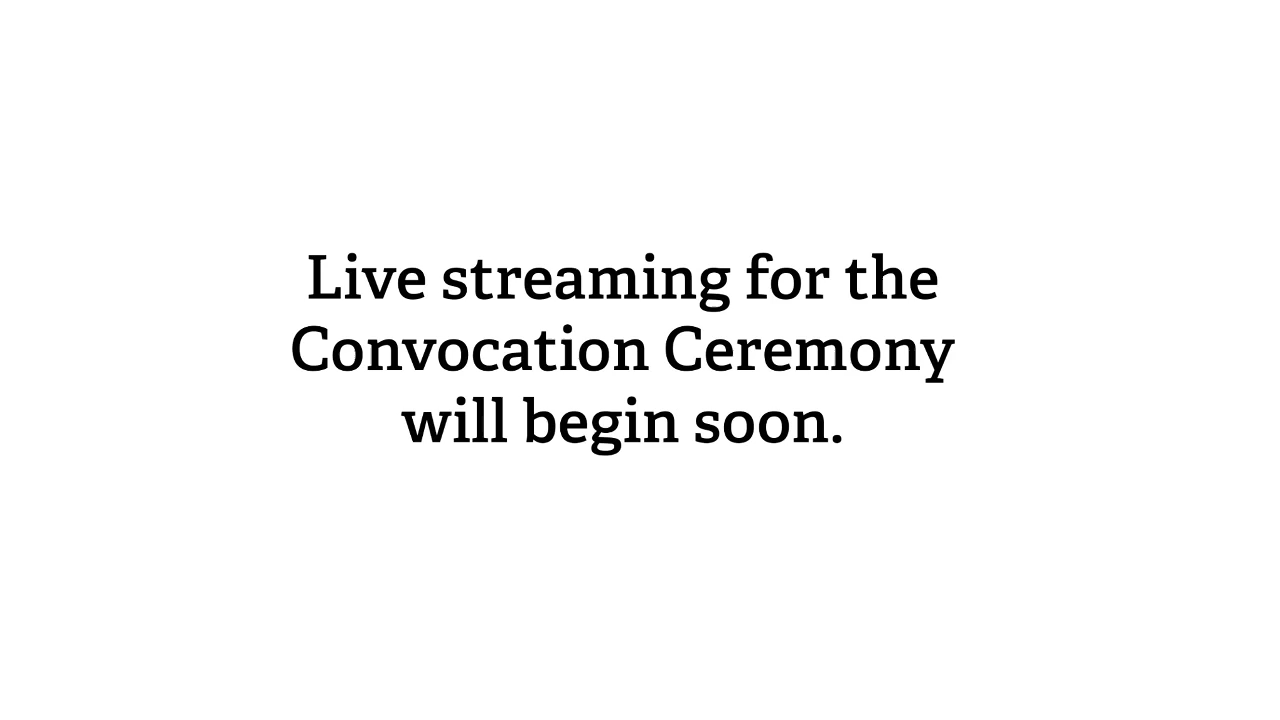 Live streaming for the
Convocation Ceremony
will begin soon.